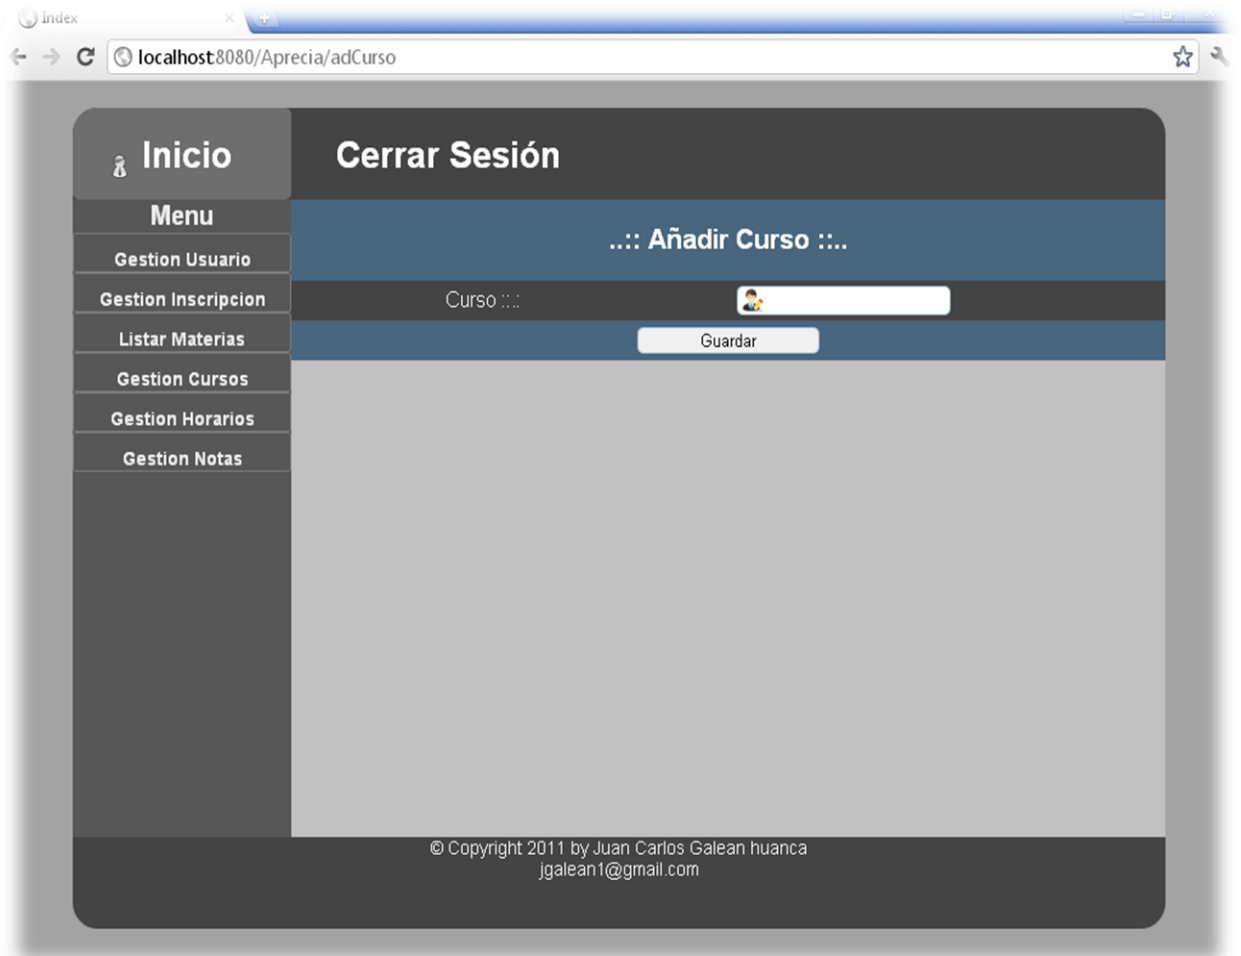 Index
localhost:8080/Aprecia/adCurso
Inicio
Cerrar Sesión
Menu
Gestion Usuario
Gestion Inscripcion
Listar Materias
Gestion Cursos
Gestion Horarios
Gestion Notas
..:: Añadir Curso ::..
Curso ::.:
Guardar
© Copyright 2011 by Juan Carlos Galean huanca
jgalean1@gmail.com